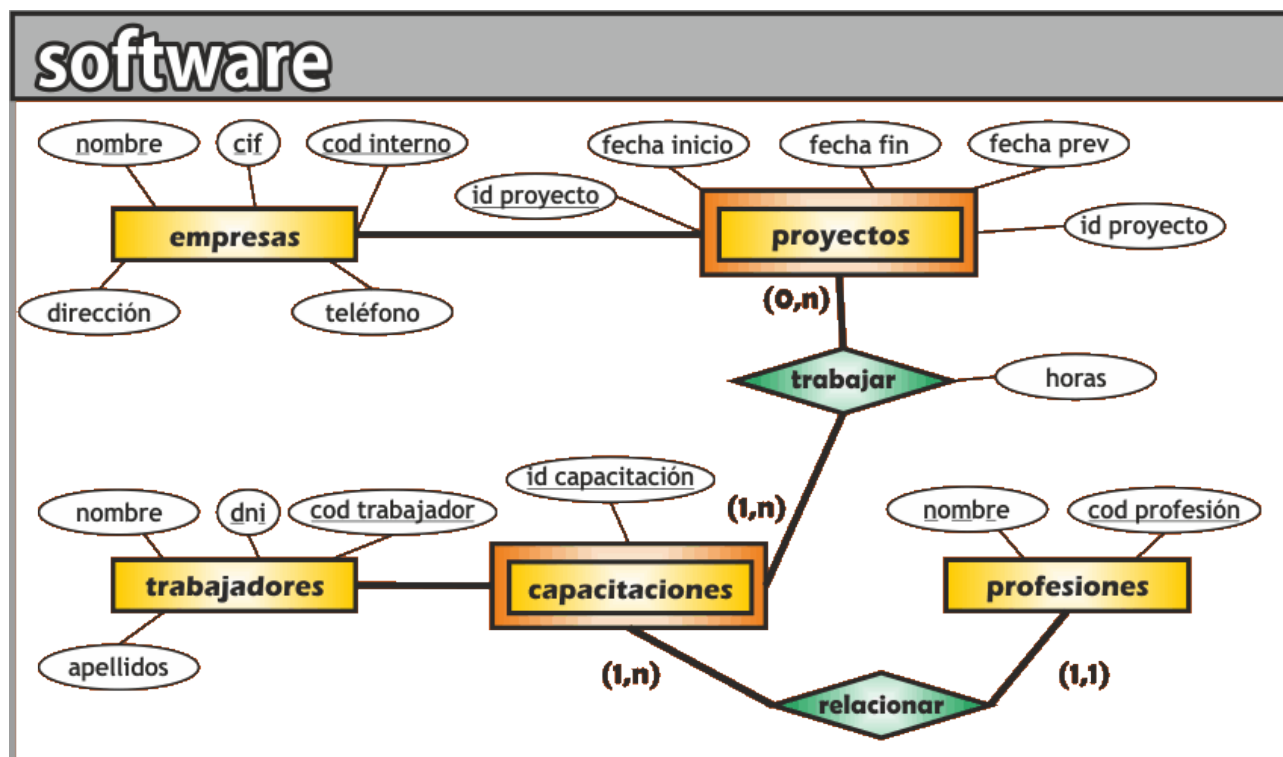 software
nombre
cif
cod interno
fecha inicio
fecha fin
fecha prev
id proyecto
empresas
proyectos
id proyecto
dirección
teléfono
(0,n)
trabajar
horas
id capacitación
nombre
dni
cod trabajador
(1,n)
nombre
cod profesión
trabajadores
capacitaciones
profesiones
apellidos
(1,n)
(1,1)
relacionar